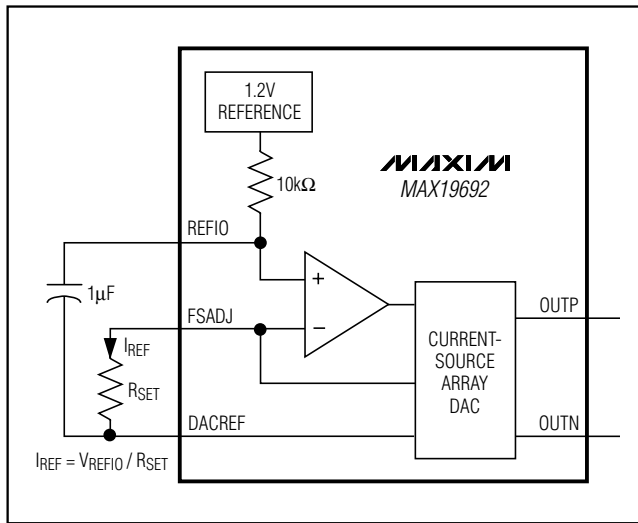 1.2V
REFERENCE
10kΩ
MAXIM
MAX19692
REFIO
+
1μF
FSADJ
−
OUTP
IREF
CURRENT-
SOURCE
ARRAY
DAC
RSET
DACREF
OUTN
IREF = VREFIO / RSET